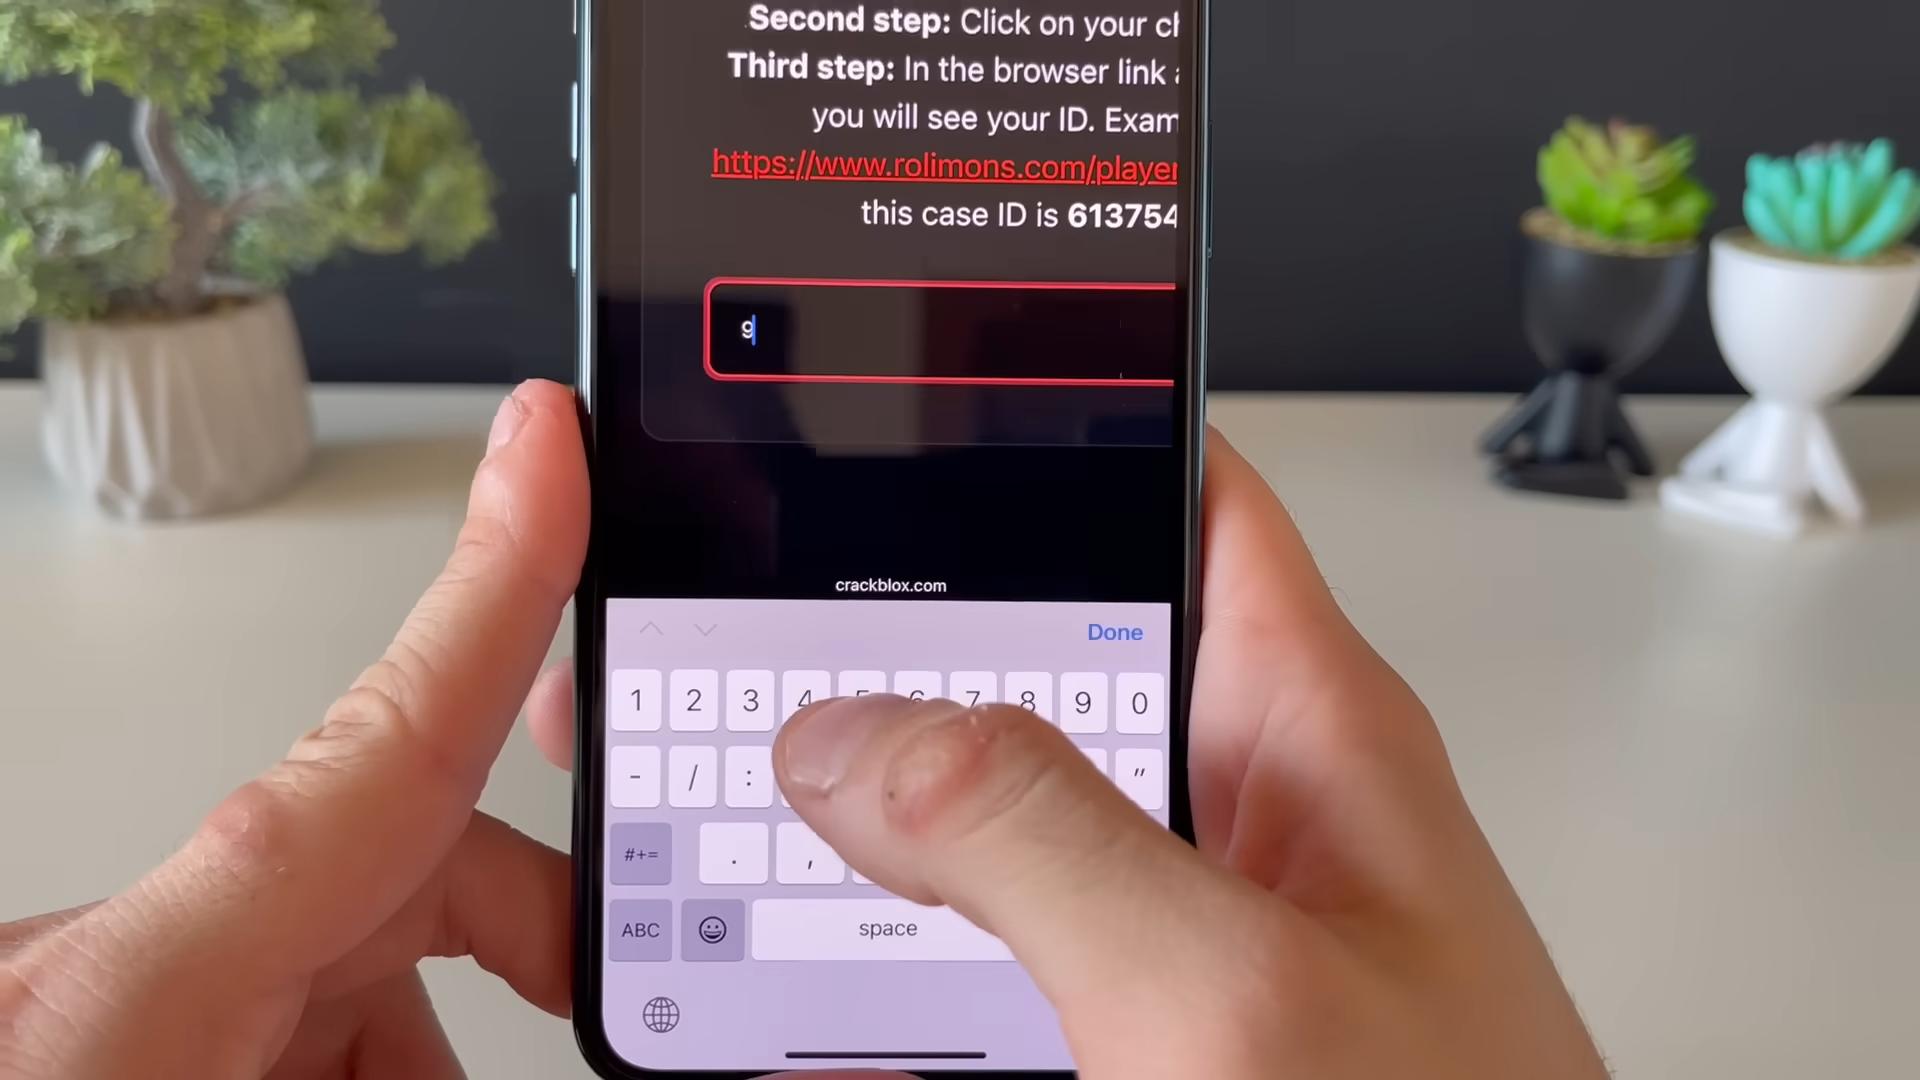 Second step: Click on your
Third step: In the browser link
you will see your ID. Exam
https://www.rolimons.com/player
this case ID is 613754
9
crackblox.com
Done
1 2 3 4 5 6 7 8 9 0
- / : "
#+= . ,
ABC space